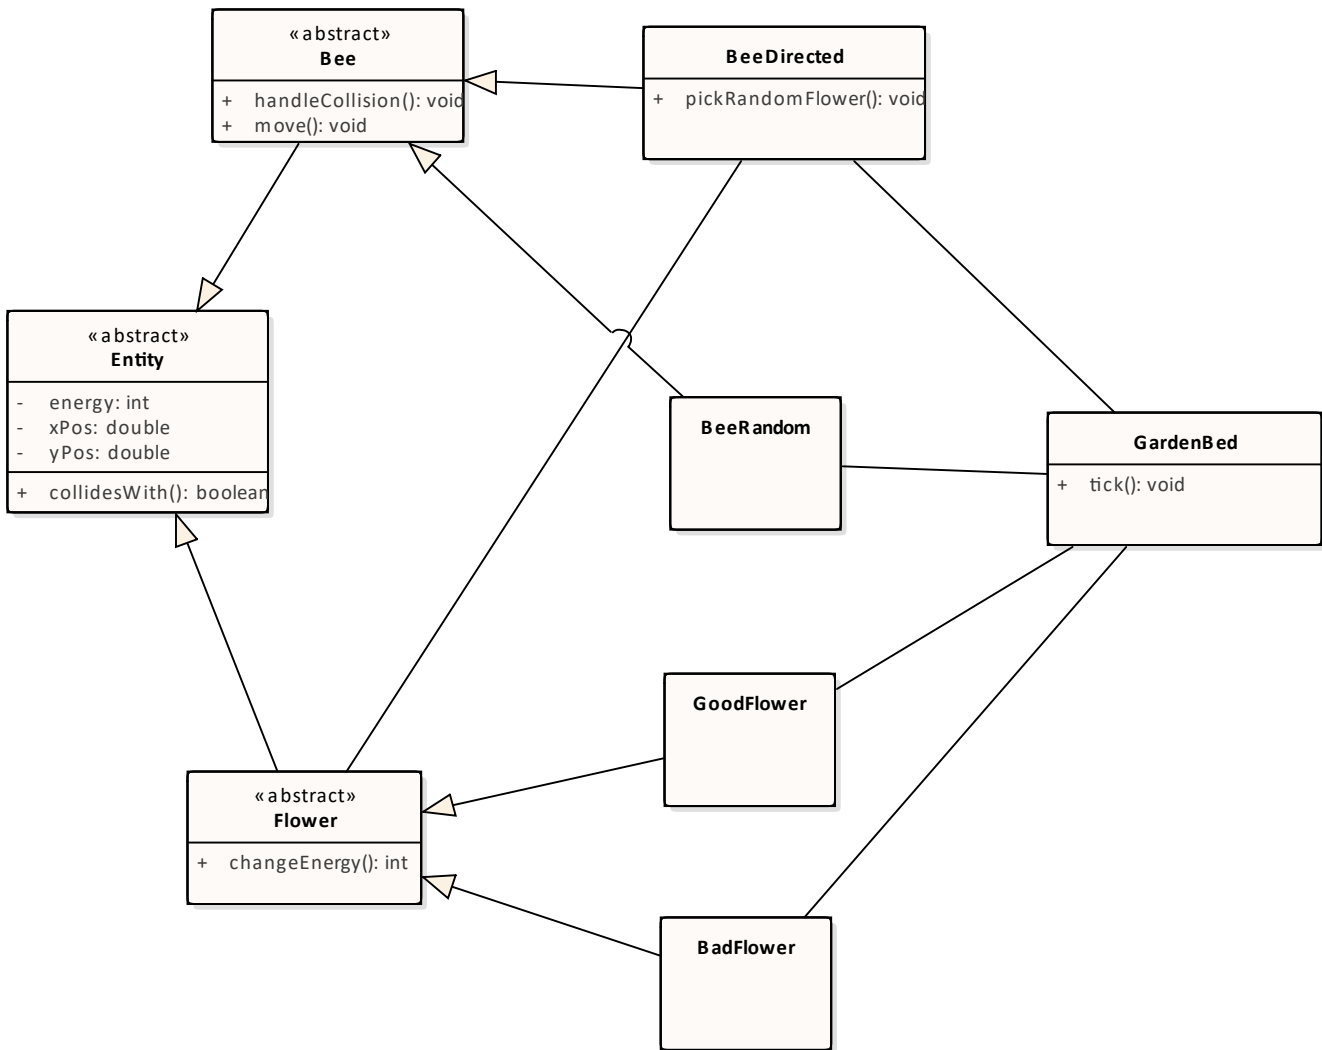 «abstract»
Bee
+ handleCollision(): void
+ move(): void
BeeDirected
+ pickRandomFlower(): void
«abstract»
Entity
- energy: int
- xPos: double
- yPos: double
+ collidesWith(): boolean
BeeRandom
GardenBed
+ tick(): void
GoodFlower
«abstract»
Flower
+ changeEnergy(): int
BadFlower